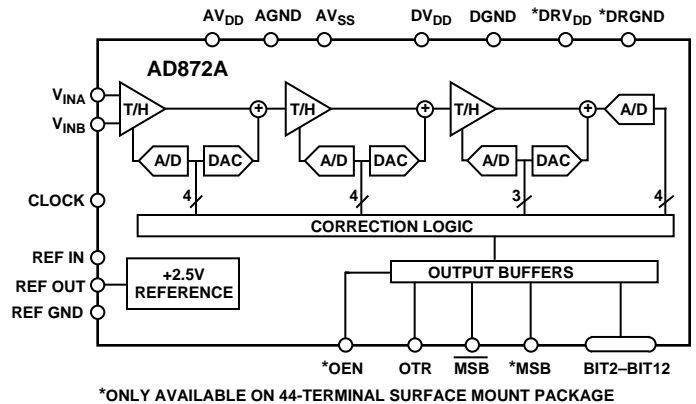 AVDD AGND AVSS DVDD DGND *DRVDD *DRGND
AD872A
VINA
VINB
T/H + T/H + T/H + A/D
A/D DAC A/D DAC A/D DAC
4 4 3 4
CLOCK
CORRECTION LOGIC
REF IN
REF OUT
REF GND
+2.5V
REFERENCE
OUTPUT BUFFERS
*OEN OTR MSB *MSB BIT2–BIT12
*ONLY AVAILABLE ON 44-TERMINAL SURFACE MOUNT PACKAGE